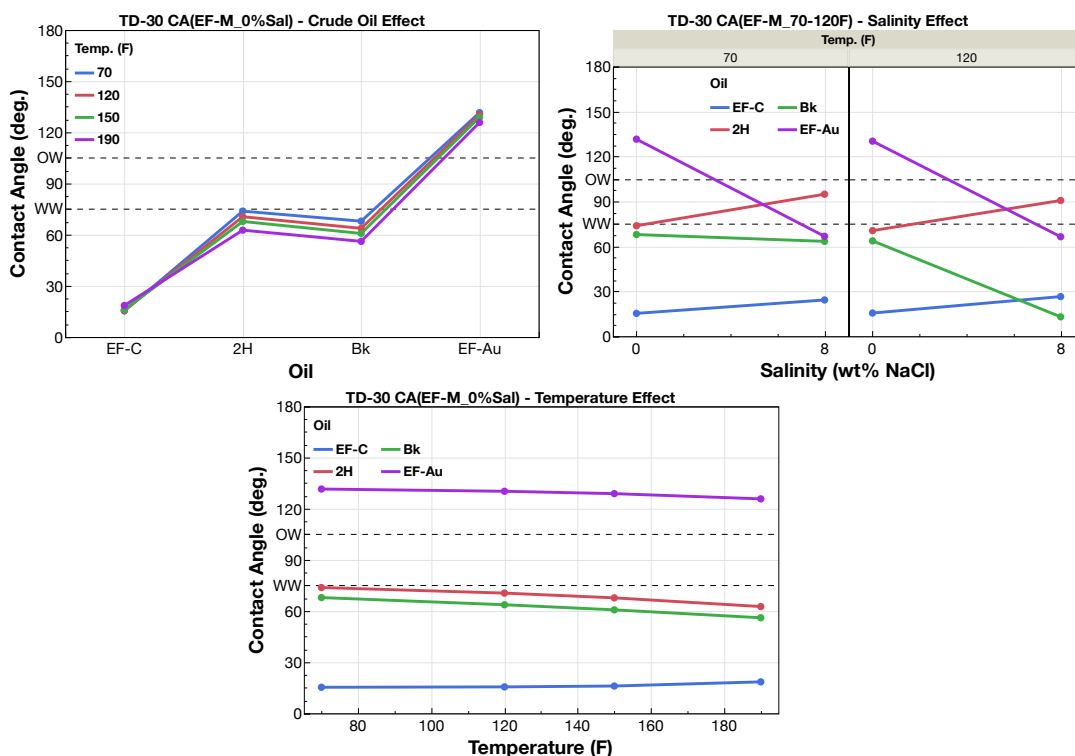 TD-30 CA(EF-M_0%Sal) - Crude Oil Effect
Contact Angle (deg.)
180
150
120
OW
90
WW
60
30
0
Temp. (F)
70
120
150
190
EF-C
2H
Bk
EF-Au
Oil
TD-30 CA(EF-M_70-120F) - Salinity Effect
Temp. (F)
70
120
Contact Angle (deg.)
180
150
120
OW
90
WW
60
30
0
Oil
EF-C
Bk
2H
EF-Au
0
8
0
8
Salinity (wt% NaCl)
TD-30 CA(EF-M_0%Sal) - Temperature Effect
Contact Angle (deg.)
180
150
120
OW
90
WW
60
30
0
Oil
EF-C
Bk
2H
EF-Au
80
100
120
140
160
180
Temperature (F)